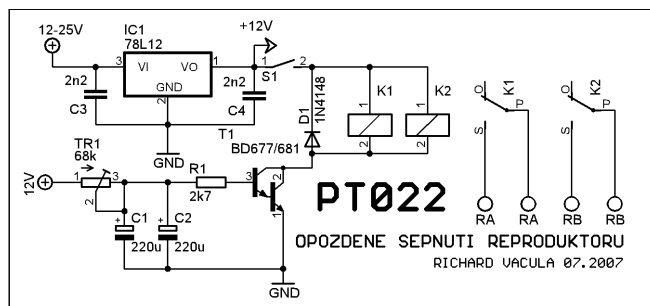 12-25V
IC1
78L12
+12V
3
VI
VO
1
GND
2
2n2
C3
2n2
C4
1
S1
2
D1
1N4148
K1
1
2
K2
1
2
O
K1
P
S
O
K2
P
S
GND
T1
BD677/681
TR1
68k
12V
1
3
2
R1
2k7
3
2
1
+
C1
220u
+
C2
220u
GND
PT022
RA
RA
RB
RB
OPOZDENE SEPNUTI REPRODUKTORU
RICHARD VACULA 07.2007